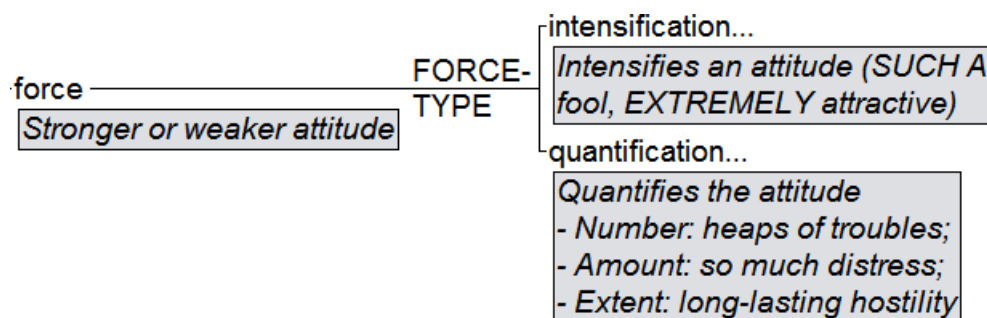 force
Stronger or weaker attitude
FORCE-
TYPE
intensification...
Intensifies an attitude (SUCH A
fool, EXTREMELY attractive)
quantification...
Quantifies the attitude
- Number: heaps of troubles;
- Amount: so much distress;
- Extent: long-lasting hostility